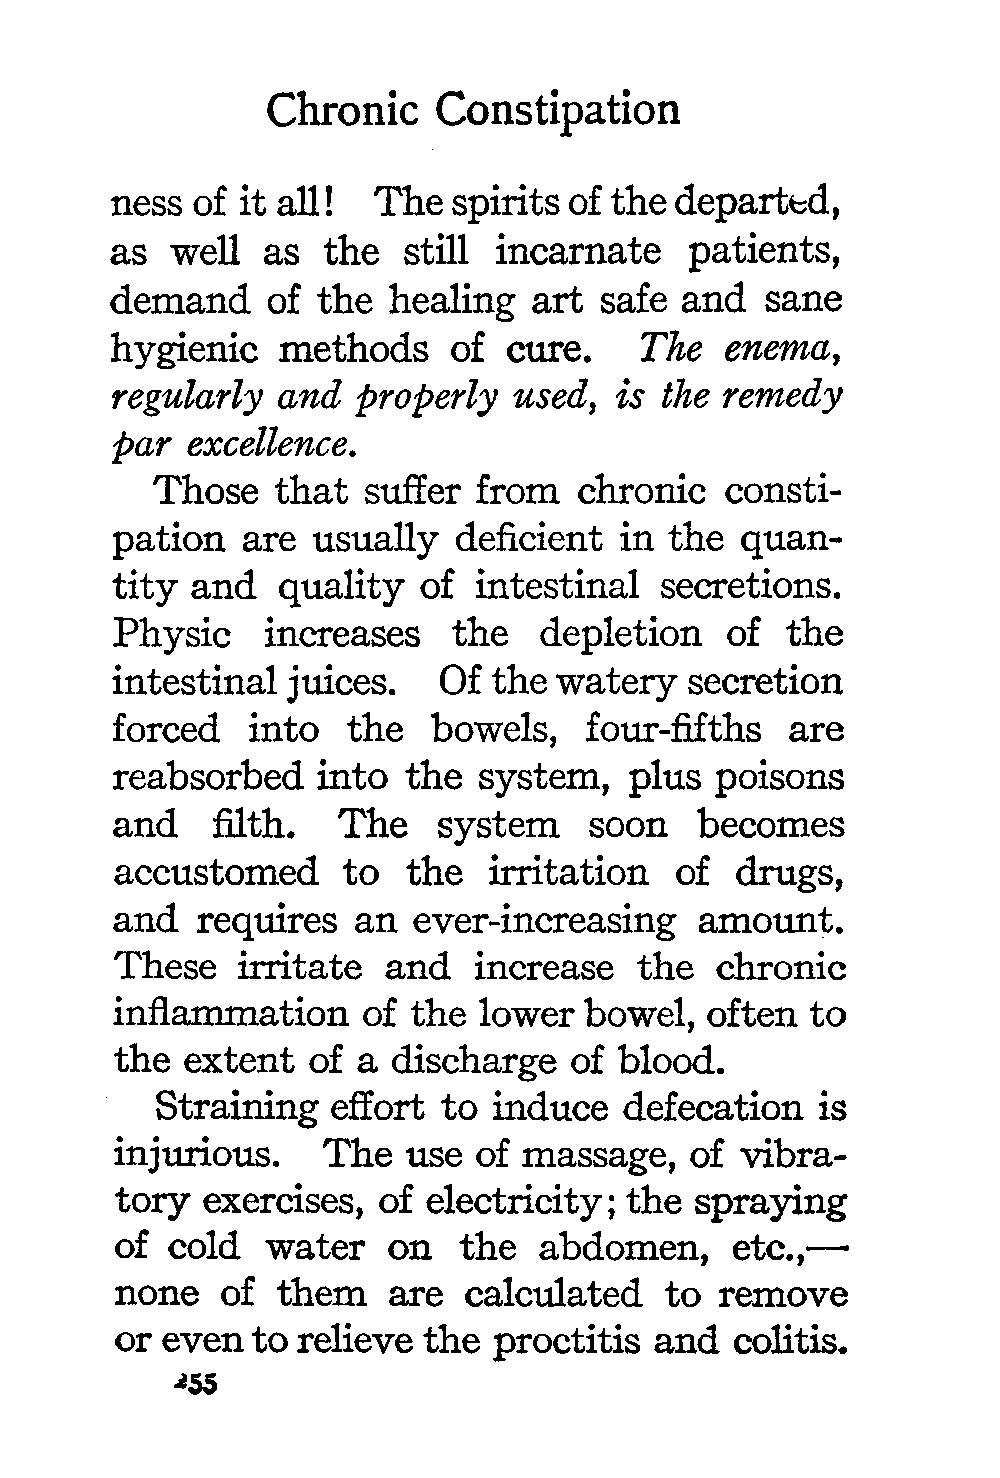 Chronic Constipation
ness of it all! The spirits of the departed,
as well as the still incarnate patients,
demand of the healing art safe and sane
hygienic methods of cure. The enema,
regularly and properly used, is the remedy
par excellence.
Those that suffer from chronic consti-
pation are usually deficient in the quan-
tity and quality of intestinal secretions.
Physic increases the depletion of the
intestinal juices. Of the watery secretion
forced into the bowels, four-fifths are
reabsorbed into the system, plus poisons
and filth. The system soon becomes
accustomed to the irritation of drugs,
and requires an ever-increasing amount.
These irritate and increase the chronic
inflammation of the lower bowel, often to
the extent of a discharge of blood.
Straining effort to induce defecation is
injurious. The use of massage, of vibra-
tory exercises, of electricity; the spraying
of cold water on the abdomen, etc.,—
none of them are calculated to remove
or even to relieve the proctitis and colitis.